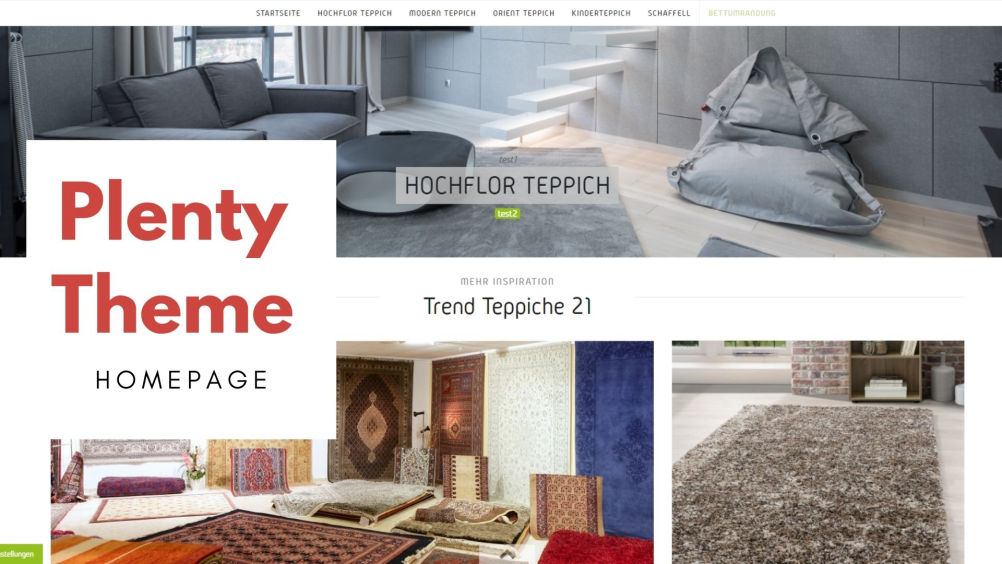 STARTSEITE HOCHFLOR TEPPICH MODERN TEPPICH ORIENT TEPPICH KINDERTEPPICH SCHAFFELL BETTUMRANDUNG
test1
HOCHFLOR TEPPICH
test2
Plenty
Theme
HOMEPAGE
MEHR INSPIRATION
Trend Teppiche 21
stellungen